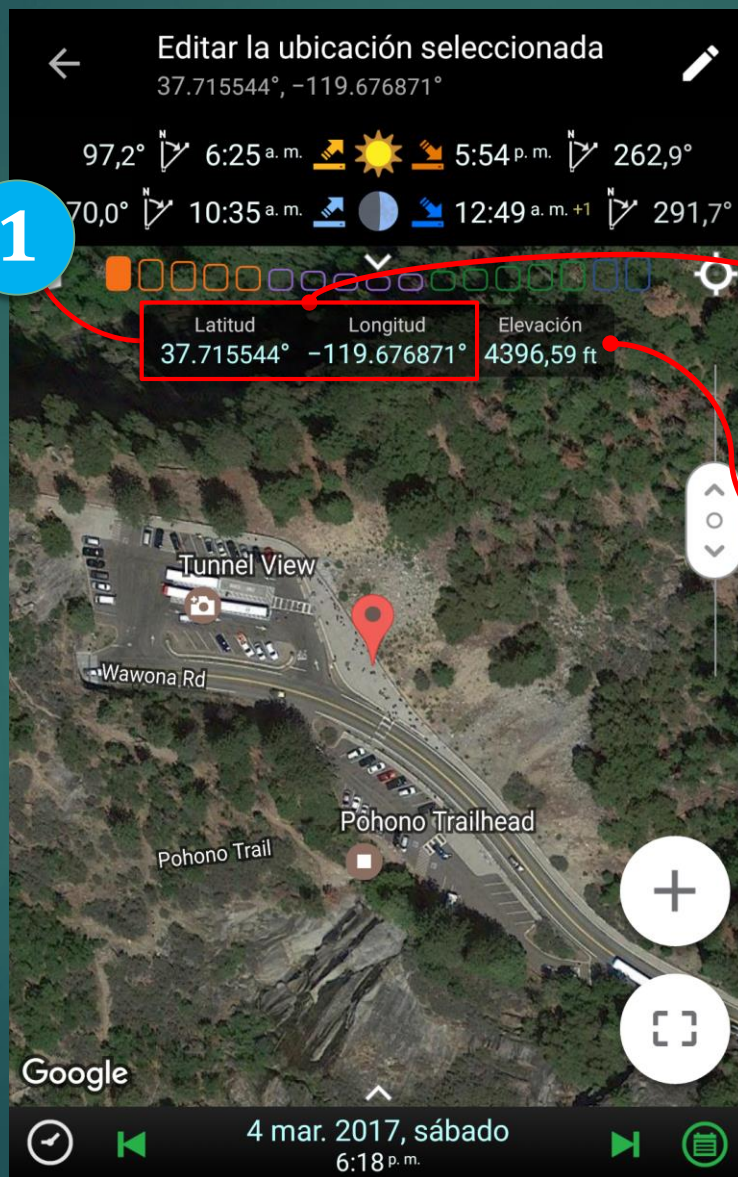 Editar la ubicación seleccionada
37.715544°, −119.676871°
97,2° N 6:25 a. m. 5:54 p. m. N 262,9°
70,0° N 10:35 a. m. 12:49 a. m. +1 N 291,7°
1
Latitud Longitud Elevación
37.715544° −119.676871° 4396,59 ft
Tunnel View
Wawona Rd
Pohono Trailhead
Pohono Trail
Google
4 mar. 2017, sábado
6:18 p. m.